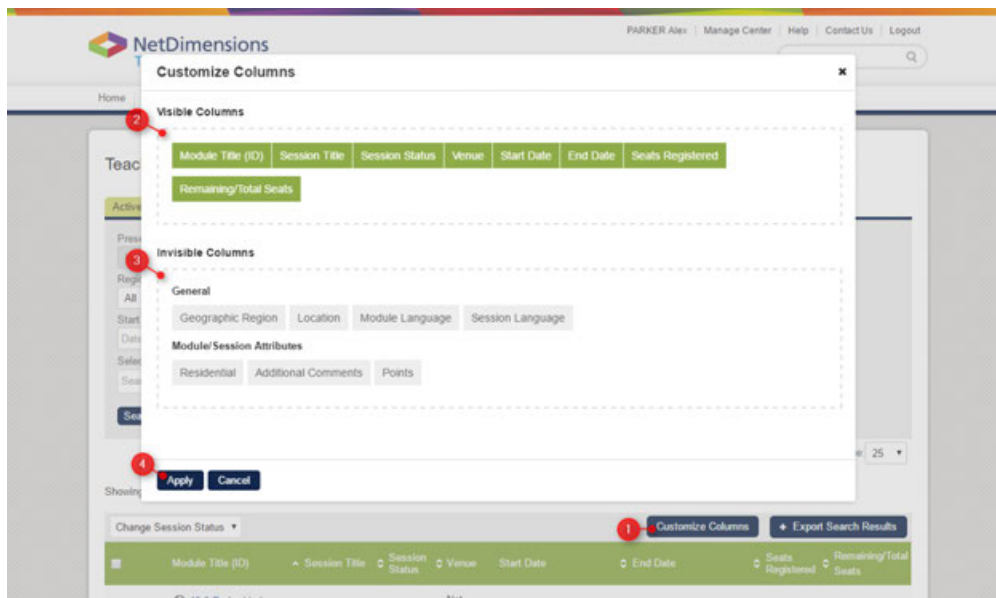 PARKER Alex | Manage Center | Help | Contact Us | Logout
NetDimensions
T
Customize Columns
Home
Visible Columns
2
Module Title (ID) Session Title Session Status Venue Start Date End Date Seats Registered
Teac
Remaining/Total Seats
Active
Invisible Columns
3
General
All
Geographic Region Location Module Language Session Language
Start
Module/Session Attributes
Residential Additional Comments Points
25
4
Apply Cancel
Showing
Change Session Status
1
Customize Columns + Export Search Results
Module Title (ID) Session Title Session Status Venue Start Date End Date Seats Registered Remaining/Total Seats